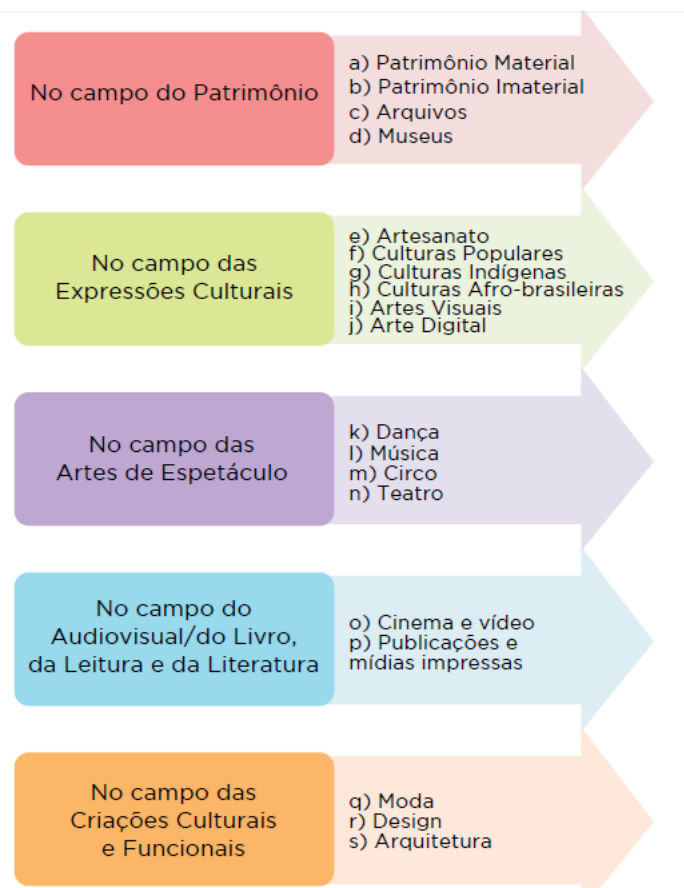 No campo do Patrimônio
a) Patrimônio Material
b) Patrimônio Imaterial
c) Arquivos
d) Museus
No campo das
Expressões Culturais
e) Artesanato
f) Culturas Populares
g) Culturas Indígenas
h) Culturas Afro-brasileiras
i) Artes Visuais
j) Arte Digital
No campo das
Artes de Espetáculo
k) Dança
l) Música
m) Circo
n) Teatro
No campo do
Audiovisual/do Livro,
da Leitura e da Literatura
o) Cinema e vídeo
p) Publicações e
mídias impressas
No campo das
Criações Culturais
e Funcionais
q) Moda
r) Design
s) Arquitetura